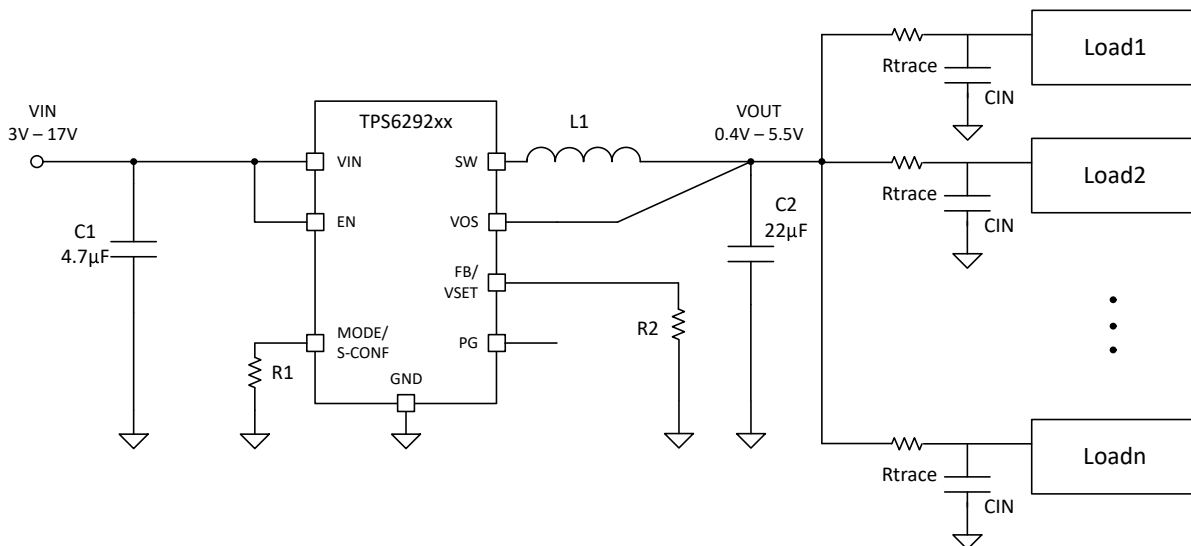 VIN
3V – 17V
C1
4.7µF
TPS6292xx
VIN
EN
MODE/
S-CONF
GND
SW
VOS
FB/
VSET
PG
R1
L1
R2
VOUT
0.4V – 5.5V
C2
22µF
Rtrace
CIN
Load1
Rtrace
CIN
Load2
Rtrace
CIN
Loadn